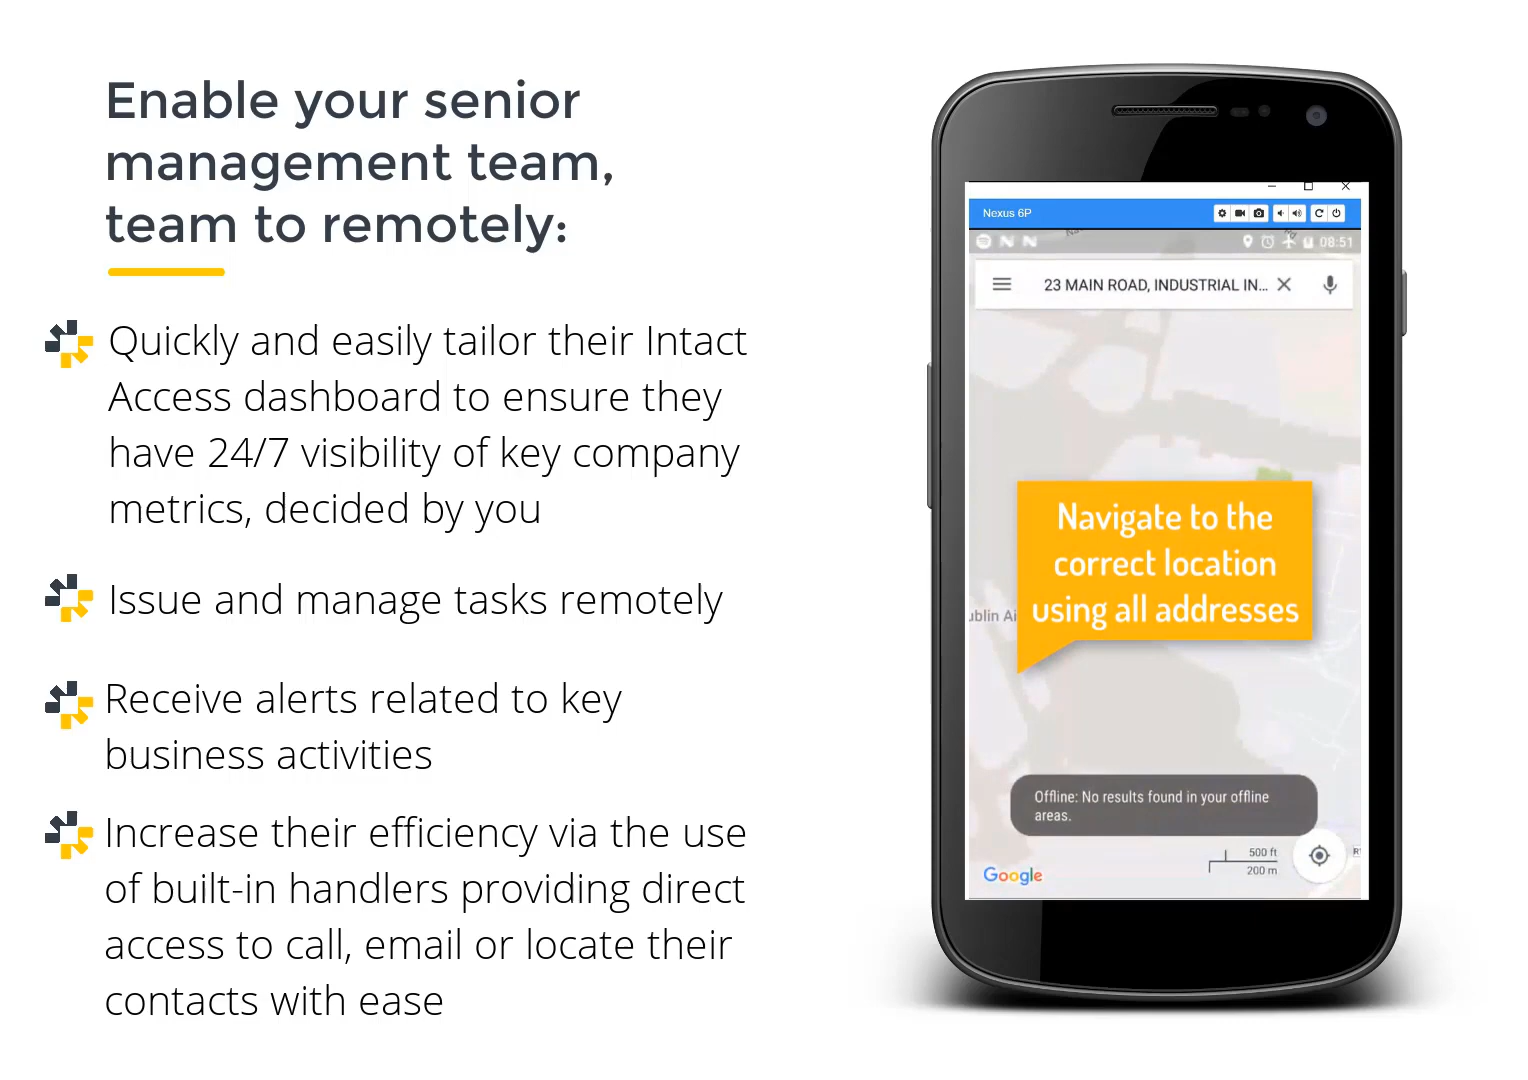 Enable your senior
management team,
team to remotely:
Quickly and easily tailor their Intact
Access dashboard to ensure they
have 24/7 visibility of key company
metrics, decided by you
Issue and manage tasks remotely
Receive alerts related to key
business activities
Increase their efficiency via the use
of built-in handlers providing direct
access to call, email or locate their
contacts with ease
Nexus 6P
08:51
23 MAIN ROAD, INDUSTRIAL IN...
Navigate to the
correct location
using all addresses
ublin Ai
Offline: No results found in your offline
areas.
500 ft
200 m
Google